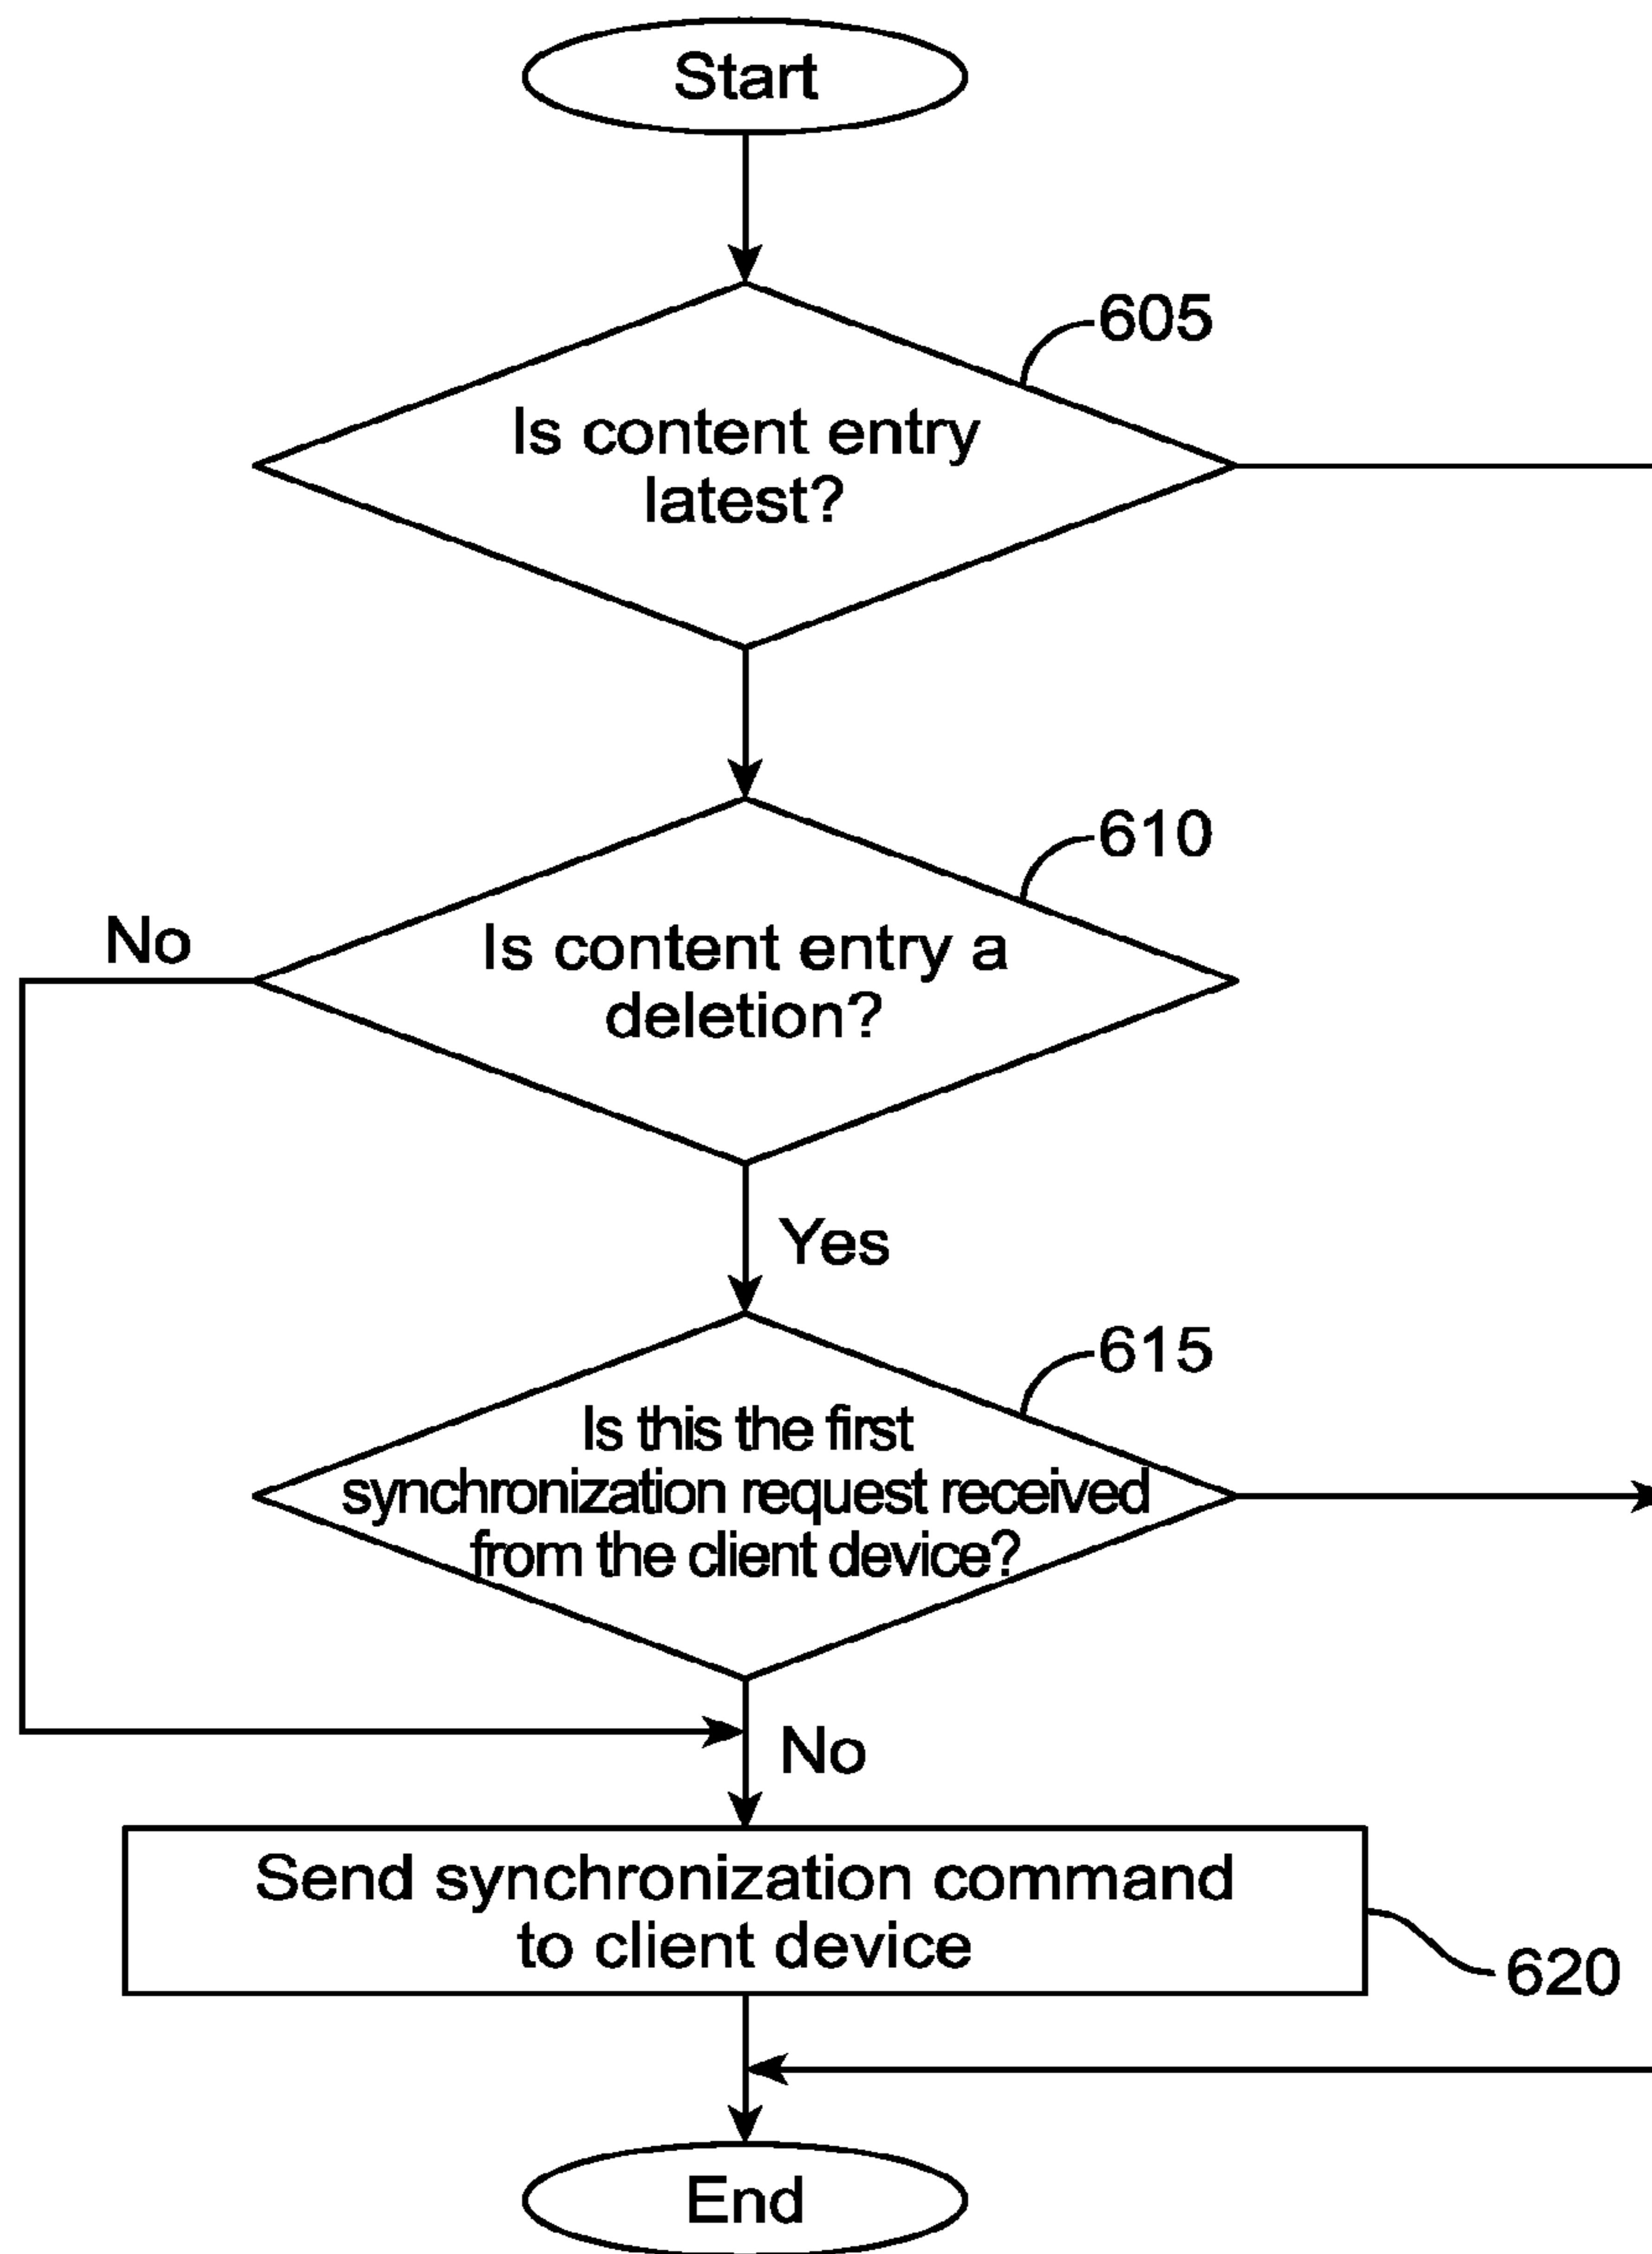 Start
605
Is content entry
latest?
610
No
Is content entry a
deletion?
Yes
615
Is this the first
synchronization request received
from the client device?
No
Send synchronization command
to client device
620
End